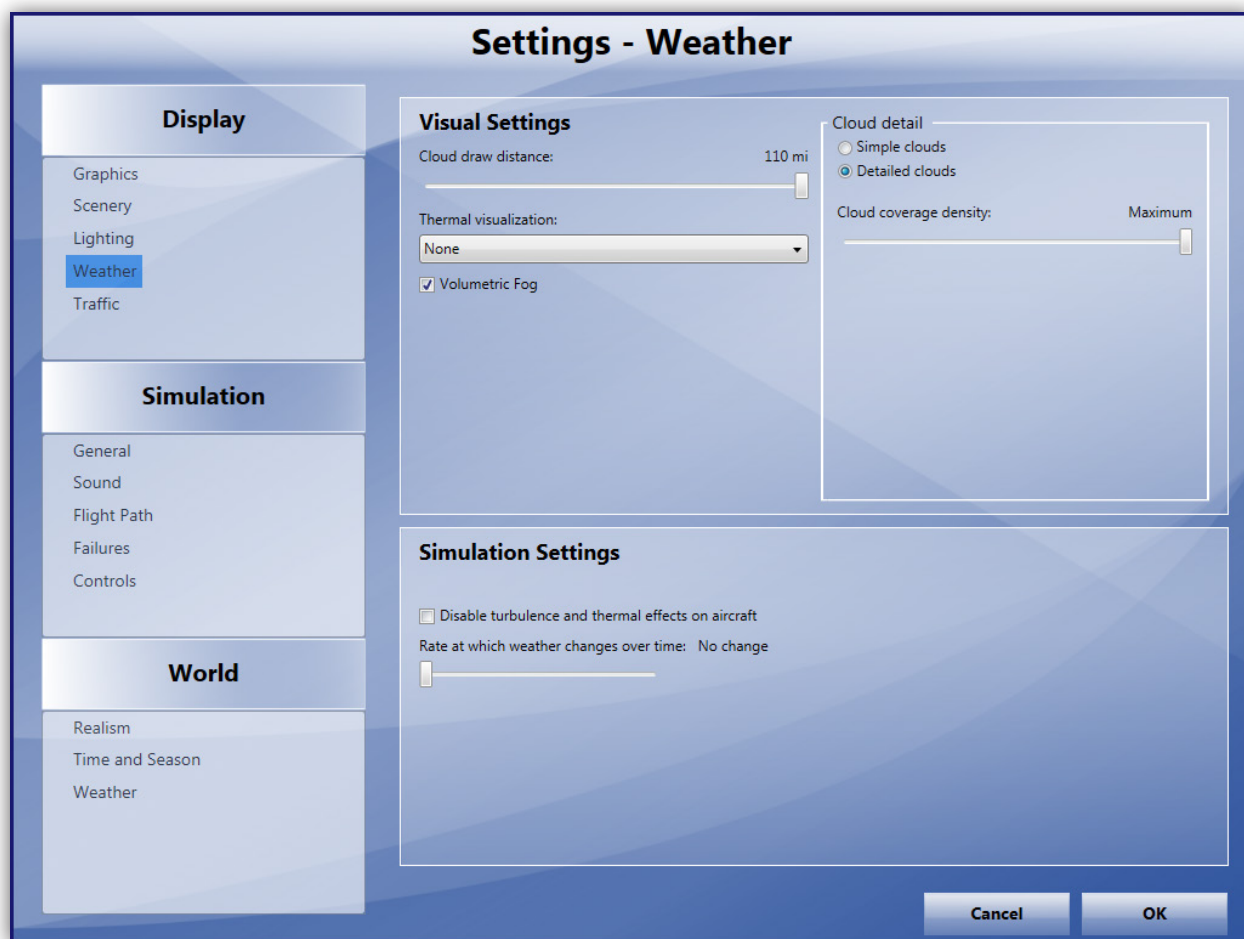 Settings - Weather
Display
Graphics
Scenery
Lighting
Weather
Traffic
Simulation
General
Sound
Flight Path
Failures
Controls
World
Realism
Time and Season
Weather
Visual Settings
Cloud draw distance: 110 mi
Thermal visualization:
None
Volumetric Fog
Cloud detail
Simple clouds
Detailed clouds
Cloud coverage density: Maximum
Simulation Settings
Disable turbulence and thermal effects on aircraft
Rate at which weather changes over time: No change
Cancel OK